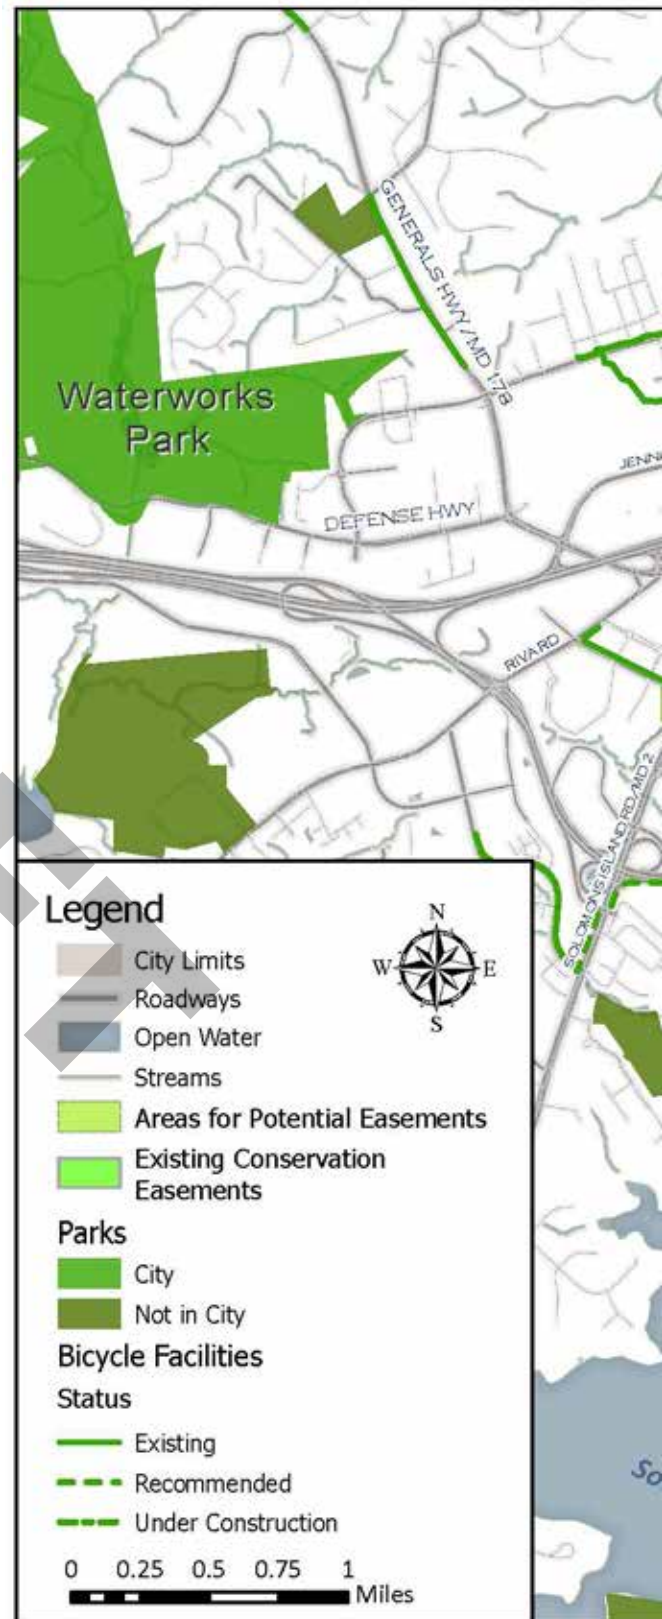 GENERALS HWY / MD 178
Waterworks
Park
DEFENSE HWY
RIVA RD
SOLOMONS ISLAND RD/MD 2
Legend
N
W E
S
City Limits
Roadways
Open Water
Streams
Areas for Potential Easements
Existing Conservation
Easements
Parks
City
Not in City
Bicycle Facilities
Status
Existing
Recommended
Under Construction
0 0.25 0.5 0.75 1
Miles